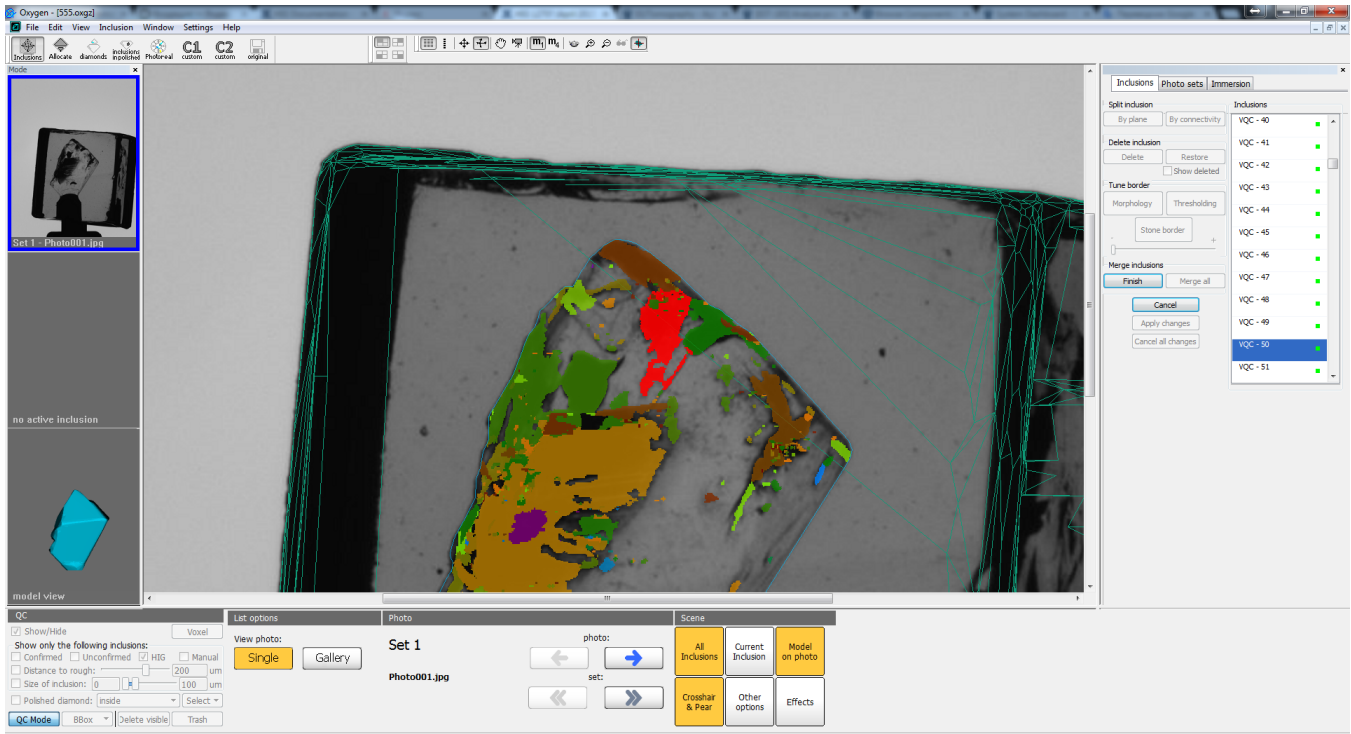 Oxygen - [555.oxgz]
File Edit View Inclusion Window Settings Help
Inclusions Allocate diamonds inclusions inpolished Photoreal C1 custom C2 custom original
m1 m4
Mode
Set 1 - Photo001.jpg
no active inclusion
model view
Inclusions Photo sets Immersion
Split inclusion
By plane By connectivity
Delete inclusion
Delete Restore
Show deleted
Tune border
Morphology Thresholding
Stone border
- +
Merge inclusions
Finish Merge all
Cancel
Apply changes
Cancel all changes
Inclusions
VQC - 40
VQC - 41
VQC - 42
VQC - 43
VQC - 44
VQC - 45
VQC - 46
VQC - 47
VQC - 48
VQC - 49
VQC - 50
VQC - 51
QC
Show/Hide Voxel
Show only the following inclusions:
Confirmed Unconfirmed HIG Manual
Distance to rough: 200 um
Size of inclusion: 0 100 um
Polished diamond: inside Select
QC Mode BBox Delete visible Trash
List options
View photo:
Single Gallery
Photo
Set 1
Photo001.jpg
photo:
set:
Scene
All Inclusions
Current Inclusion
Model on photo
Crosshair & Pear
Other options
Effects